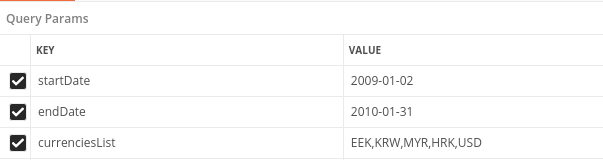 Query Params
KEY VALUE
startDate 2009-01-02
endDate 2010-01-31
currenciesList EEK,KRW,MYR,HRK,USD